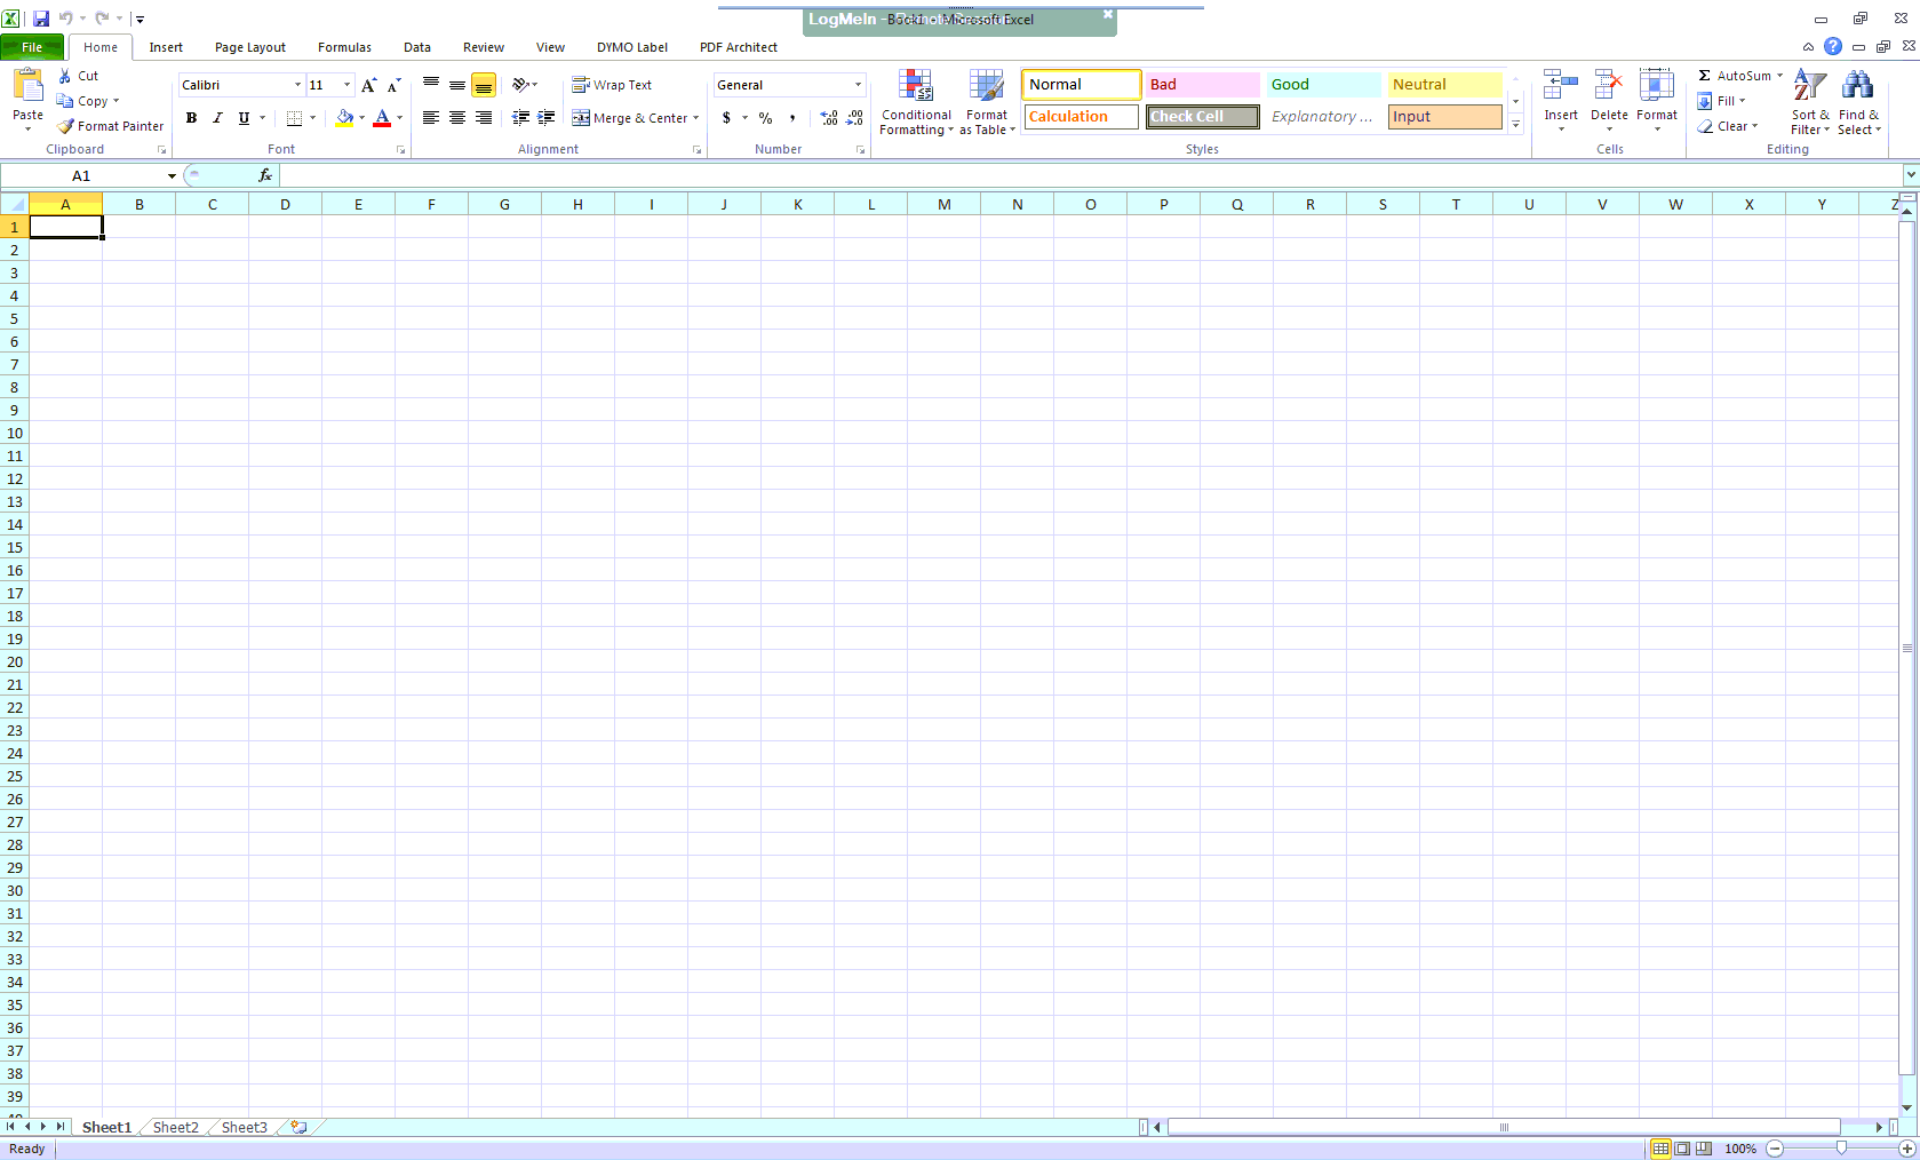 LogMeIn - Book1 - Microsoft Excel
File Home Insert Page Layout Formulas Data Review View DYMO Label PDF Architect
Paste
Cut
Copy
Format Painter
Clipboard
Calibri 11
B I U
Font
Wrap Text
Merge & Center
Alignment
General
$ % ,
Number
Conditional Formatting
Format as Table
Normal Bad Good Neutral
Calculation Check Cell Explanatory ... Input
Styles
Insert Delete Format
Cells
Σ AutoSum
Fill
Clear
Sort & Filter
Find & Select
Editing
A1 fx
A B C D E F G H I J K L M N O P Q R S T U V W X Y Z
1
2
3
4
5
6
7
8
9
10
11
12
13
14
15
16
17
18
19
20
21
22
23
24
25
26
27
28
29
30
31
32
33
34
35
36
37
38
39
Sheet1 Sheet2 Sheet3
Ready 100%